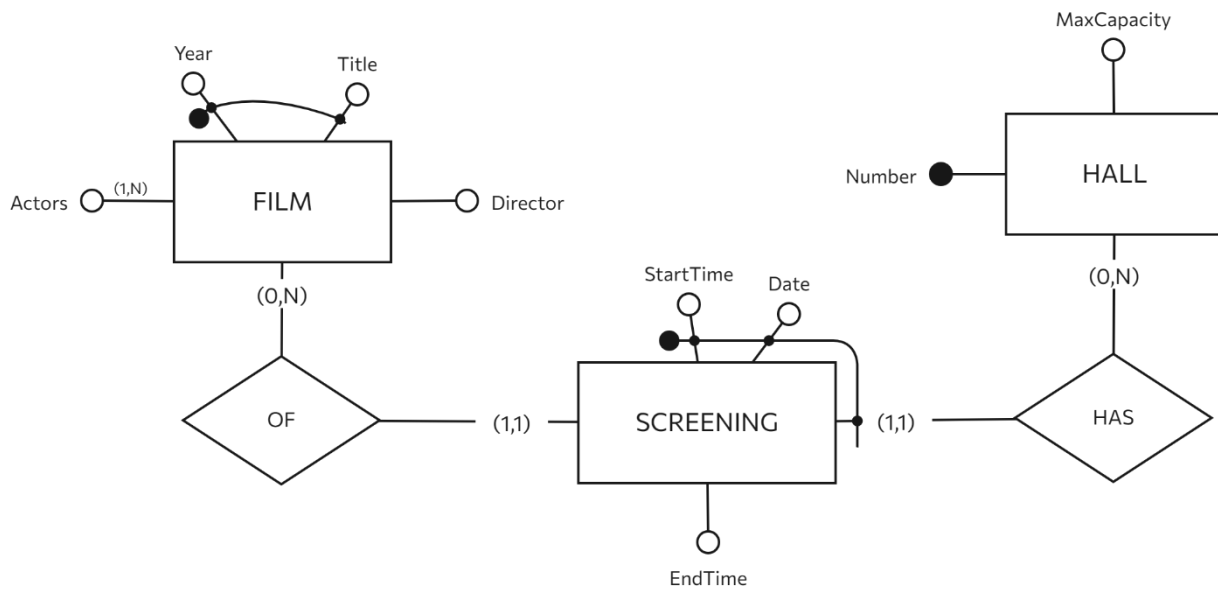 MaxCapacity
Year
Title
Number
HALL
Actors
(1,N)
FILM
Director
(0,N)
(0,N)
StartTime
Date
OF
(1,1)
SCREENING
(1,1)
HAS
EndTime